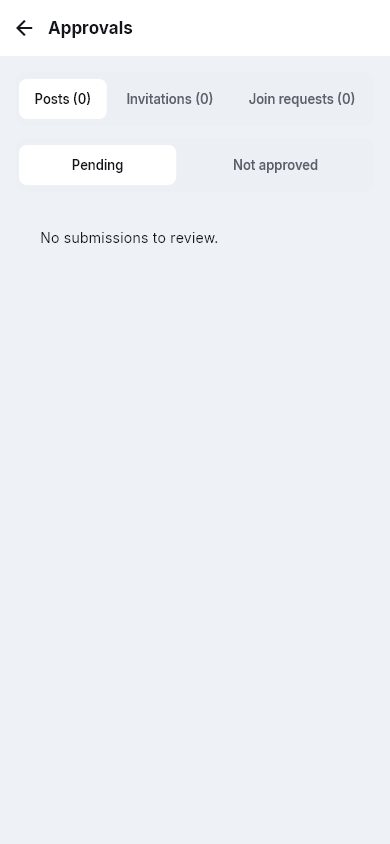 Approvals
Posts (0) Invitations (0) Join requests (0)
Pending Not approved
No submissions to review.